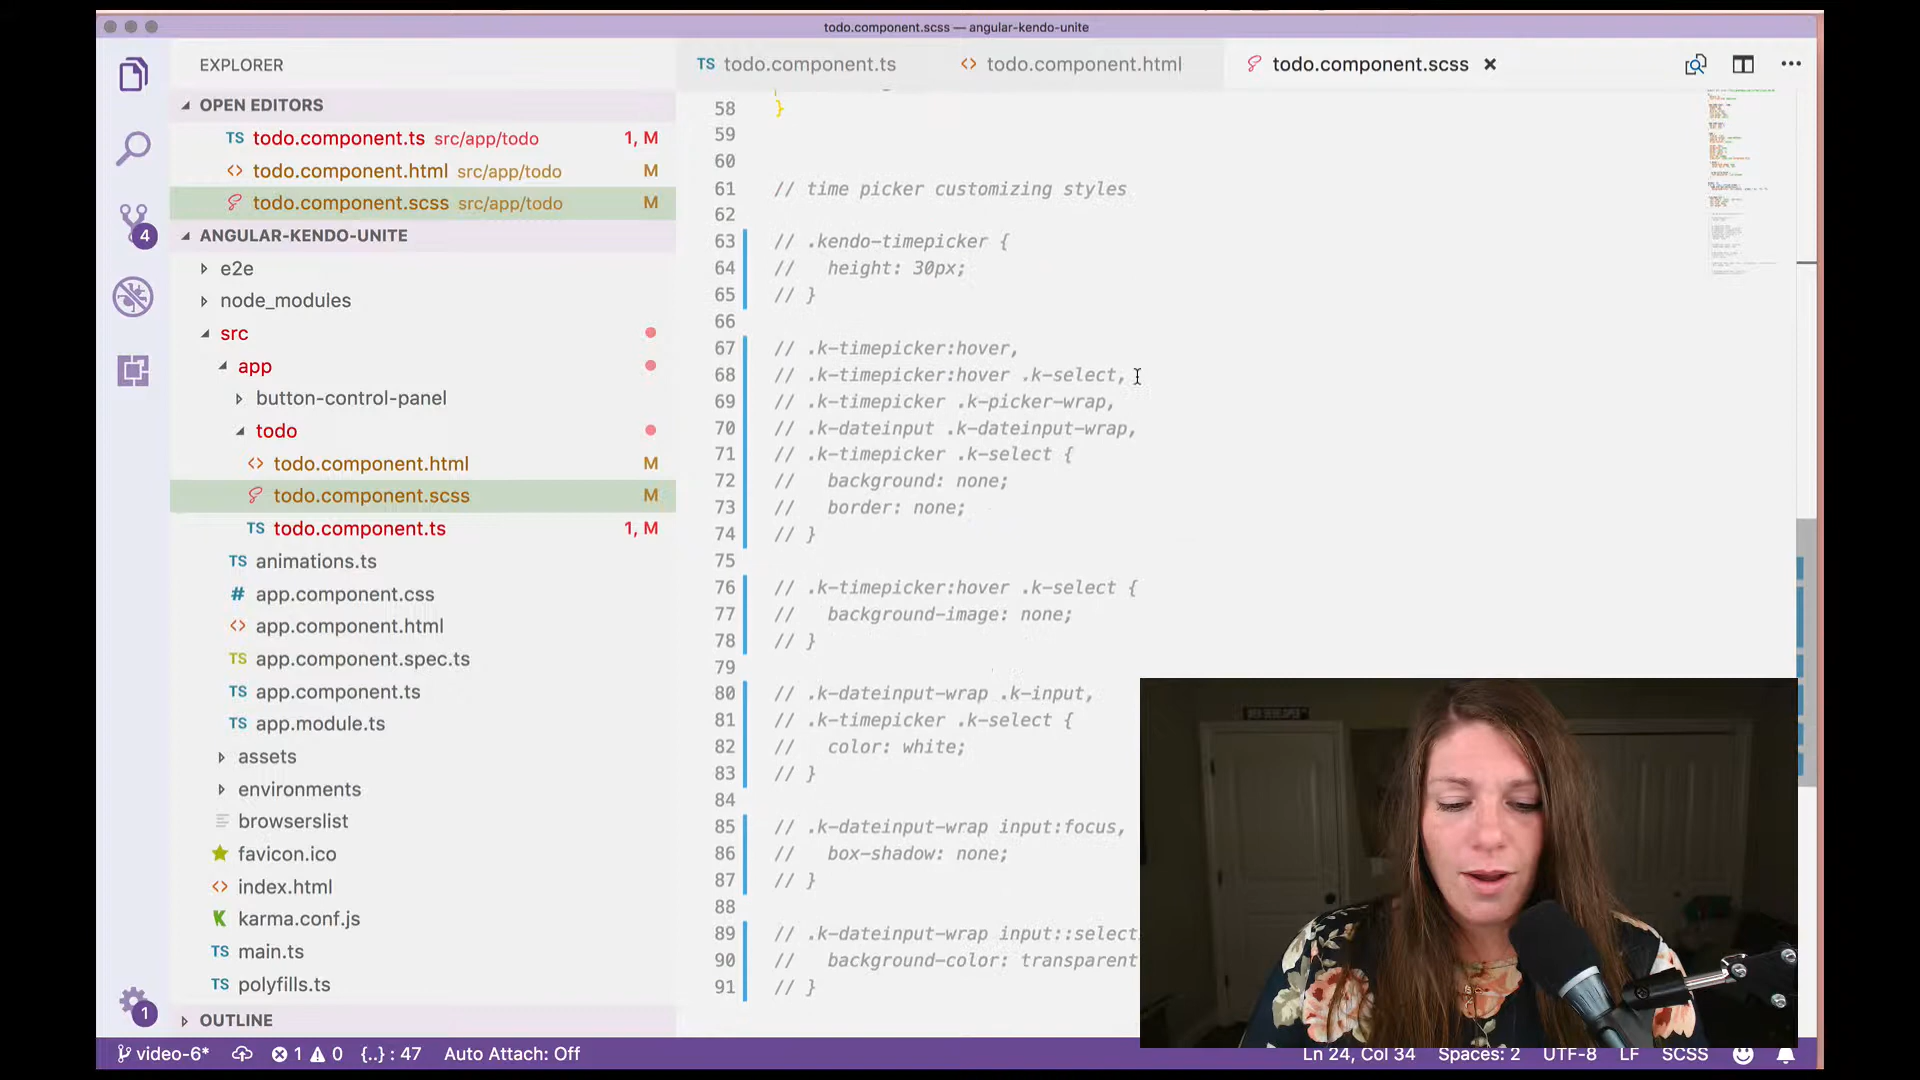 todo.component.scss — angular-kendo-unite
EXPLORER
TS todo.component.ts
<> todo.component.html
todo.component.scss
OPEN EDITORS
TS todo.component.ts src/app/todo 1, M
<> todo.component.html src/app/todo M
todo.component.scss src/app/todo M
ANGULAR-KENDO-UNITE
e2e
node_modules
src
app
button-control-panel
todo
<> todo.component.html M
todo.component.scss M
TS todo.component.ts 1, M
TS animations.ts
# app.component.css
<> app.component.html
TS app.component.spec.ts
TS app.component.ts
TS app.module.ts
assets
environments
browserslist
favicon.ico
<> index.html
karma.conf.js
TS main.ts
TS polyfills.ts
OUTLINE
4
1
58 }
59
60
61 // time picker customizing styles
62
63 // .kendo-timepicker {
64 // height: 30px;
65 // }
66
67 // .k-timepicker:hover,
68 // .k-timepicker:hover .k-select,
69 // .k-timepicker .k-picker-wrap,
70 // .k-dateinput .k-dateinput-wrap,
71 // .k-timepicker .k-select {
72 // background: none;
73 // border: none;
74 // }
75
76 // .k-timepicker:hover .k-select {
77 // background-image: none;
78 // }
79
80 // .k-dateinput-wrap .k-input,
81 // .k-timepicker .k-select {
82 // color: white;
83 // }
84
85 // .k-dateinput-wrap input:focus,
86 // box-shadow: none;
87 // }
88
89 // .k-dateinput-wrap input::select
90 // background-color: transparent
91 // }
video-6* 1 0 {..} : 47 Auto Attach: Off Ln 24, Col 34 Spaces: 2 UTF-8 LF SCSS